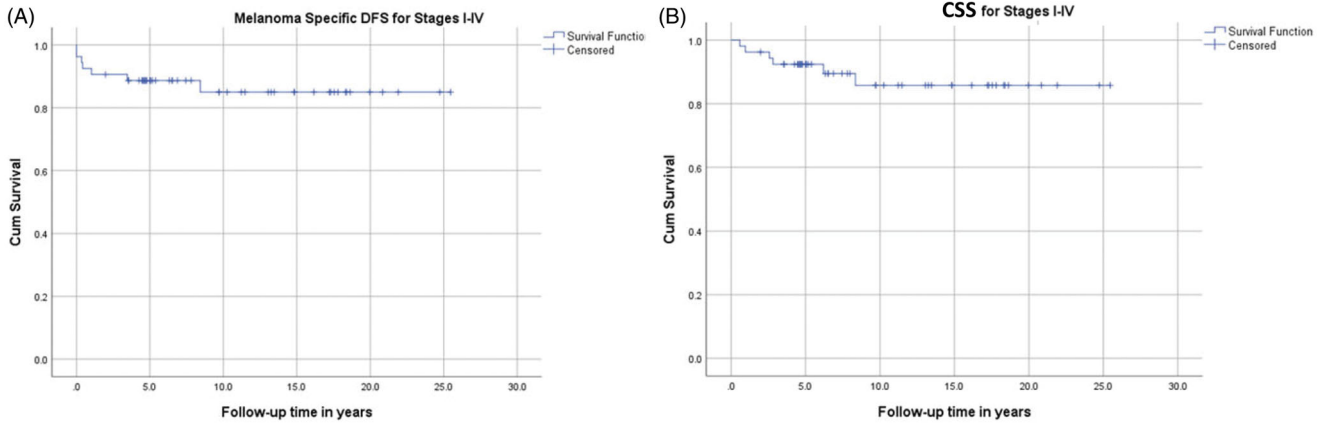 (A)
Melanoma Specific DFS for Stages I-IV
Survival Functio
Censored
1.0
0.8
0.6
0.4
0.2
0.0
Cum Survival
.0 5.0 10.0 15.0 20.0 25.0 30.0
Follow-up time in years
(B)
CSS for Stages I-IV
Survival Function
Censored
1.0
0.8
0.6
0.4
0.2
0.0
Cum Survival
.0 5.0 10.0 15.0 20.0 25.0 30.0
Follow-up time in years